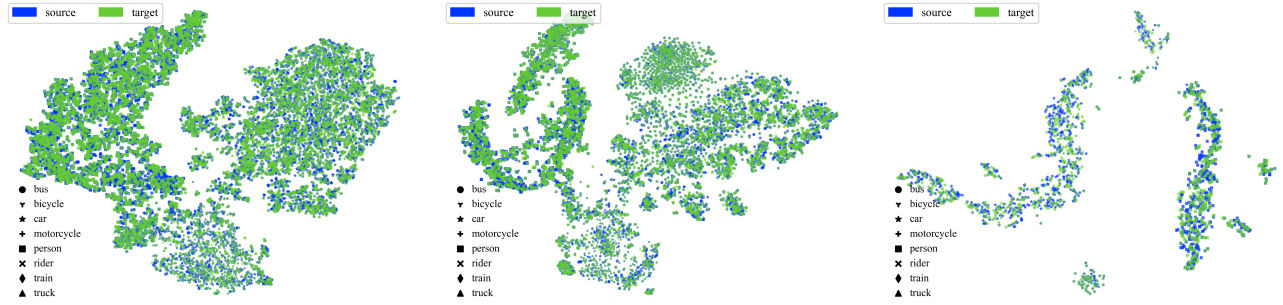 source target
bus
bicycle
car
motorcycle
person
rider
train
truck
source target
bus
bicycle
car
motorcycle
person
rider
train
truck
source target
bus
bicycle
car
motorcycle
person
rider
train
truck